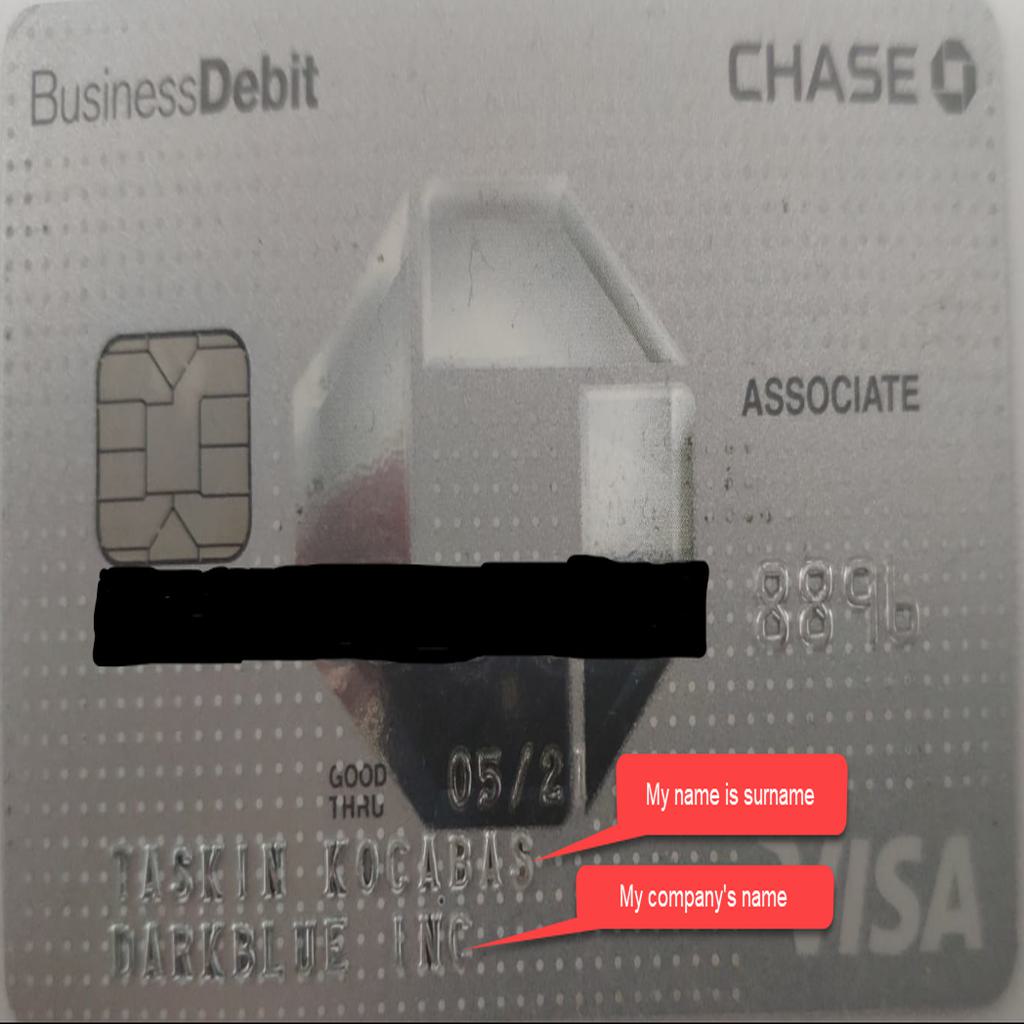 BusinessDebit
CHASE
ASSOCIATE
8896
GOOD THRU 05/21
My name is surname
TASKIN KOCABAS
My company's name
DARKBLUE INC
VISA